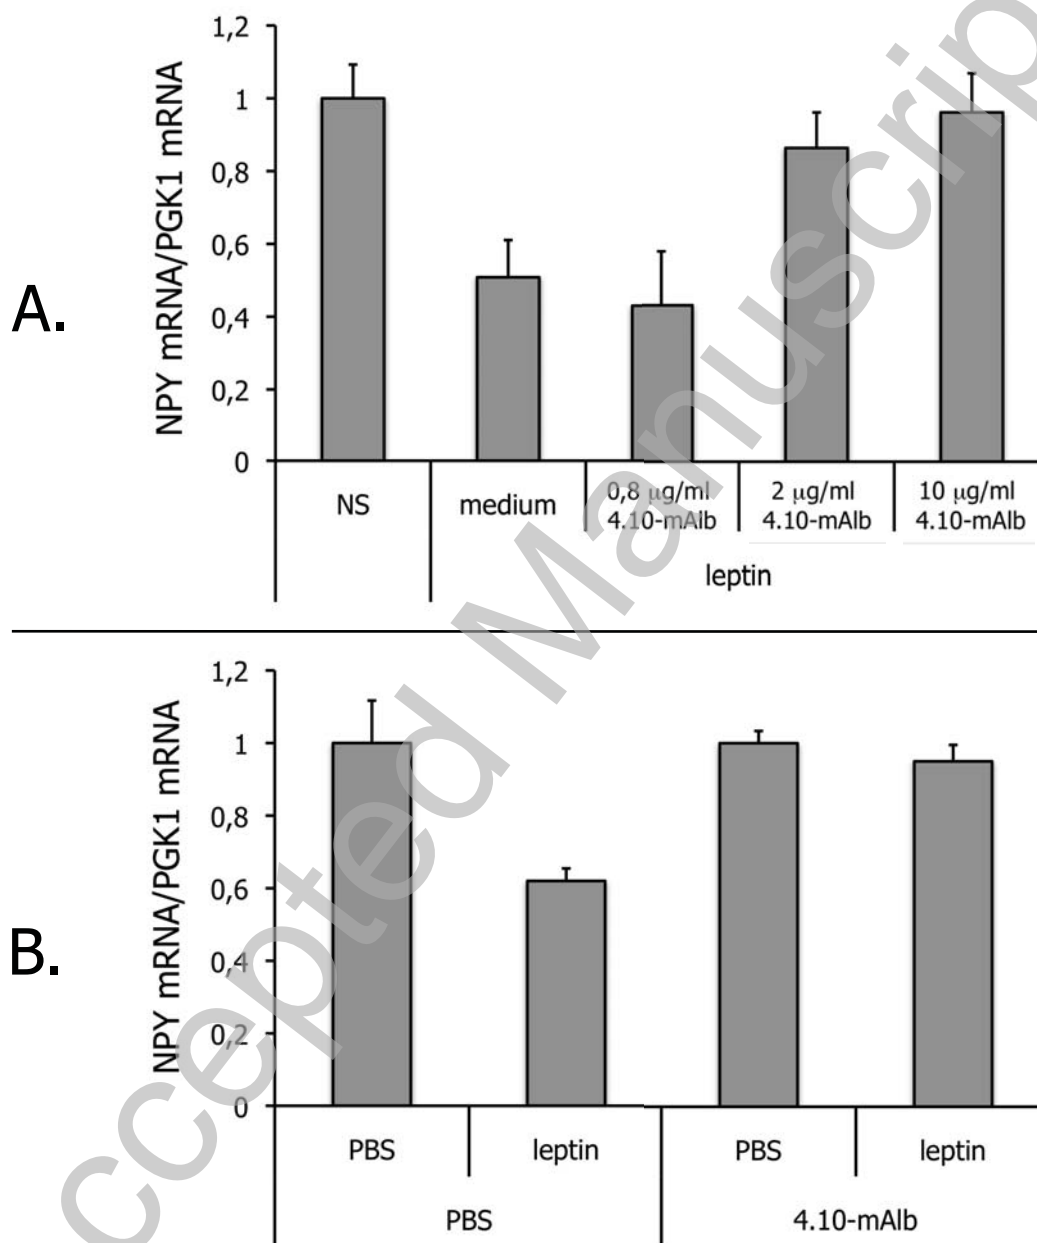 A.
NPY mRNA/PGK1 mRNA
1,2
1
0,8
0,6
0,4
0,2
0
NS
medium
0,8 μg/ml
4.10-mAlb
2 μg/ml
4.10-mAlb
10 μg/ml
4.10-mAlb
leptin
B.
NPY mRNA/PGK1 mRNA
1,2
1
0,8
0,6
0,4
0,2
0
PBS
leptin
PBS
leptin
PBS
4.10-mAlb
ccepted Manuscrip